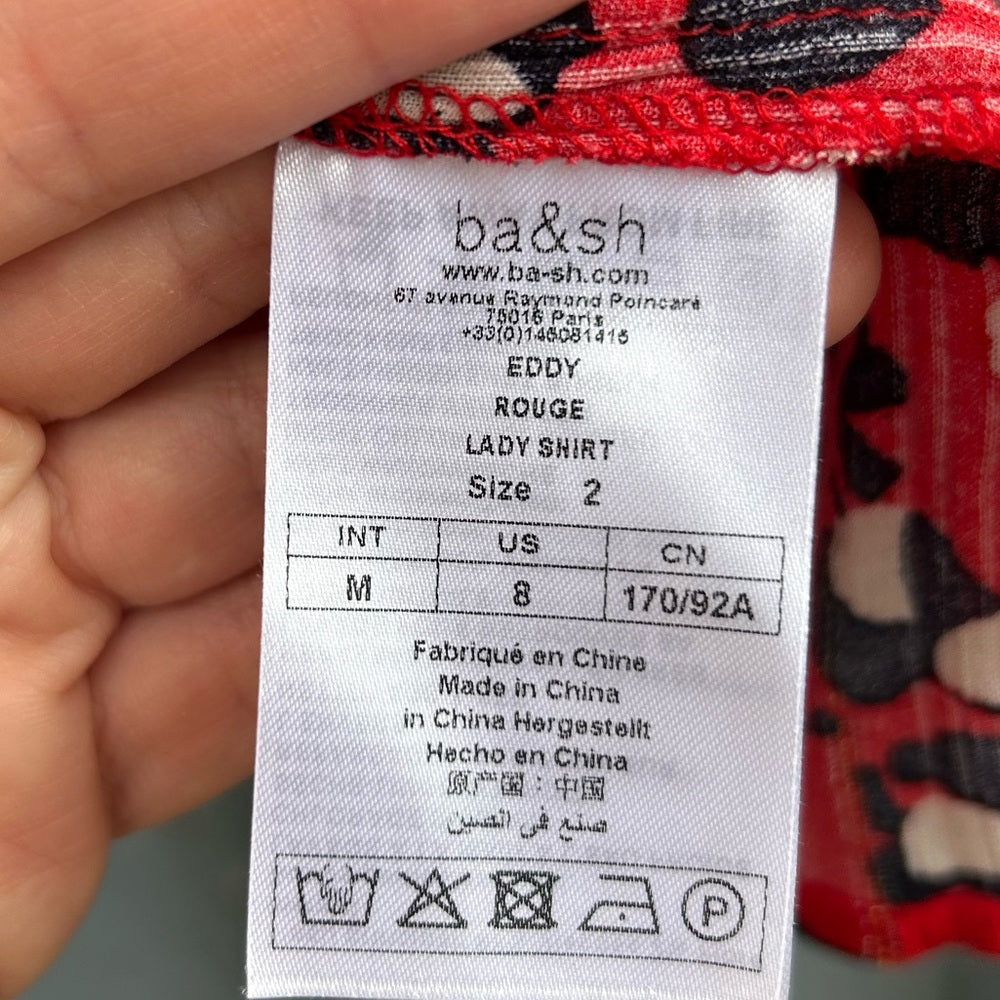 ba&sh
www.ba-sh.com
67 avenue Raymond Poincaré
75016 Paris
+33(0)146081415
EDDY
ROUGE
LADY SHIRT
Size 2
INT US CN
M 8 170/92A
Fabriqué en Chine
Made in China
in China Hergestellt
Hecho en China
原产国：中国
صنع في الصين
P